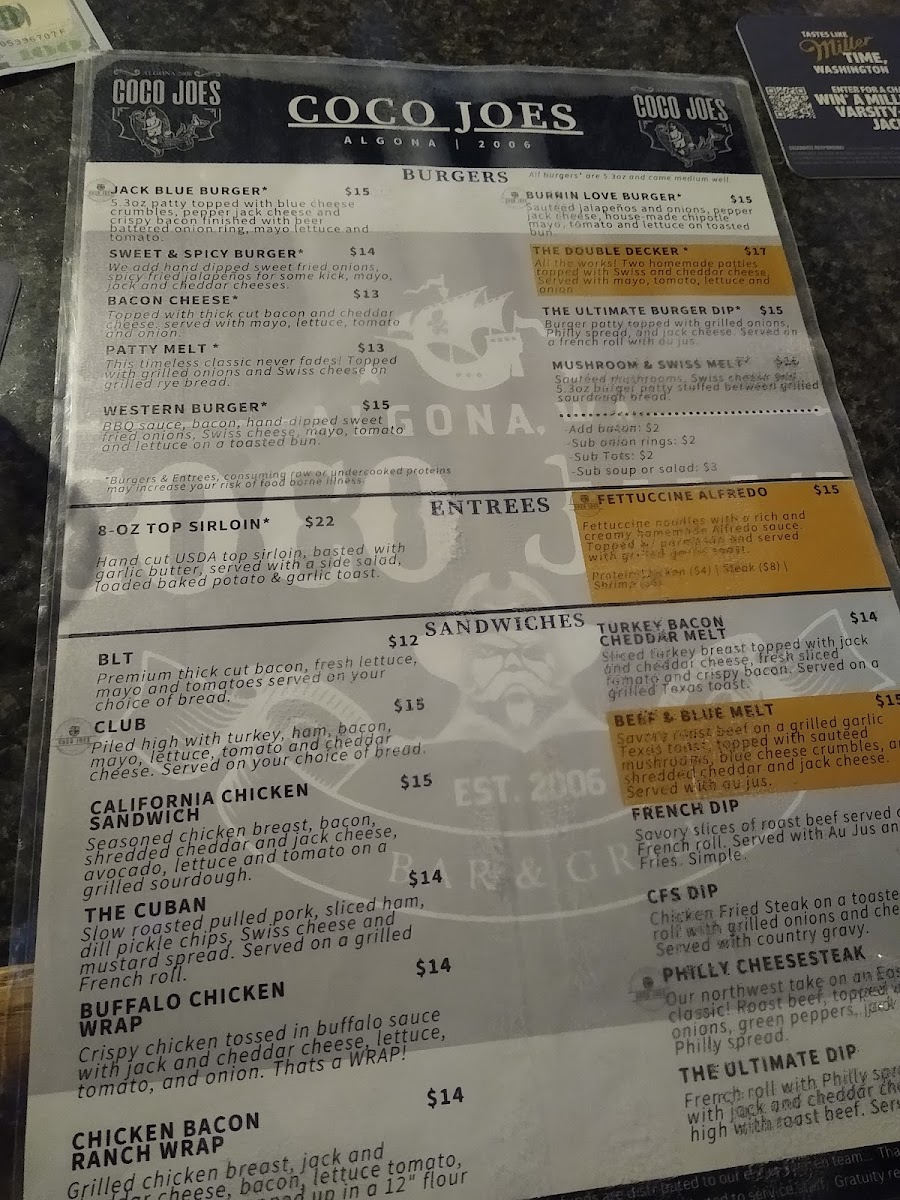 05336707F
100
TASTES LIKE
Miller
TIME,
WASHINGTON
ENTER FOR A
WIN A
VARSITY
ALGONA 2006
COCO JOES
COCO JOES
ALGONA | 2006
COCO JOES
BURGERS
All burgers* are 5.3oz and come medium well.
JACK BLUE BURGER* $15
5.3oz patty topped with blue cheese
crumbles, pepper jack cheese and
crispy bacon finished with beer
battered onion ring, mayo lettuce and
tomato.
SWEET & SPICY BURGER* $14
We add hand dipped sweet fried onions,
spicy fried jalapeños for some kick, mayo,
jack and cheddar cheeses.
BACON CHEESE* $13
Topped with thick cut bacon and cheddar
cheese. served with mayo, lettuce, tomato
and onion.
PATTY MELT * $13
This timeless classic never fades! Topped
with grilled onions and Swiss cheese on
grilled rye bread.
WESTERN BURGER* $15
BBQ sauce, bacon, hand-dipped sweet
fried onions, Swiss cheese, mayo, tomato
and lettuce on a toasted bun.
*Burgers & Entrees, consuming raw or undercooked proteins
may increase your risk of food borne illness.
BURNIN LOVE BURGER* $15
Sautéed jalapeños and onions, pepper
jack cheese, house-made chipotle
mayo, tomato and lettuce on toasted
bun.
THE DOUBLE DECKER * $17
All the works! Two homemade patties
topped with Swiss and cheddar cheese.
Served with mayo, tomato, lettuce and
onion.
THE ULTIMATE BURGER DIP* $15
Burger patty topped with grilled onions,
Philly spread, and jack cheese. Served on
a french roll with au jus.
MUSHROOM & SWISS MELT*
Sautéed mushrooms, Swiss cheese and
5.3oz burger patty stuffed between grilled
sourdough bread.
-Add bacon: $2
-Sub onion rings: $2
-Sub Tots: $2
-Sub soup or salad: $3
ALGONA,
ENTREES
8-OZ TOP SIRLOIN* $22
Hand cut USDA top sirloin, basted with
garlic butter, served with a side salad,
loaded baked potato & garlic toast.
FETTUCCINE ALFREDO $15
Fettuccine noodles with a rich and
creamy homemade Alfredo sauce.
Topped w/ parmesan and served
with grilled garlic toast.
Protein: Chicken ($4) | Steak ($8) |
Shrimp
SANDWICHES
BLT $12
Premium thick cut bacon, fresh lettuce,
mayo and tomatoes served on your
choice of bread.
CLUB $15
Piled high with turkey, ham, bacon,
mayo, lettuce, tomato and cheddar
cheese. Served on your choice of bread.
CALIFORNIA CHICKEN $15
SANDWICH
Seasoned chicken breast, bacon,
shredded cheddar and jack cheese,
avocado, lettuce and tomato on a
grilled sourdough.
THE CUBAN $14
Slow roasted pulled pork, sliced ham,
dill pickle chips, Swiss cheese and
mustard spread. Served on a grilled
French roll.
BUFFALO CHICKEN $14
WRAP
Crispy chicken tossed in buffalo sauce
with jack and cheddar cheese, lettuce,
tomato, and onion. Thats a WRAP!
CHICKEN BACON $14
RANCH WRAP
Grilled chicken breast, jack and
cheese, bacon, lettuce tomato,
up in a 12" flour
TURKEY BACON $14
CHEDDAR MELT
Sliced turkey breast topped with jack
and cheddar cheese, fresh sliced
tomato and crispy bacon. Served on a
grilled Texas toast.
BEEF & BLUE MELT $15
Savory roast beef on a grilled garlic
Texas toast, topped with sautéed
mushrooms, blue cheese crumbles,
shredded cheddar and jack cheese.
Served with au jus.
FRENCH DIP
Savory slices of roast beef served
French roll. Served with Au Jus an
Fries. Simple.
CFS DIP
Chicken Fried Steak on a toaste
roll with grilled onions and che
Served with country gravy.
PHILLY CHEESESTEAK
Our northwest take on an Eas
classic! Roast beef, topped
onions, green peppers, jack
Philly spread.
THE ULTIMATE DIP
French roll with Philly spre
with jack and cheddar che
high with roast beef. Serv
EST. 2006
BAR & GR